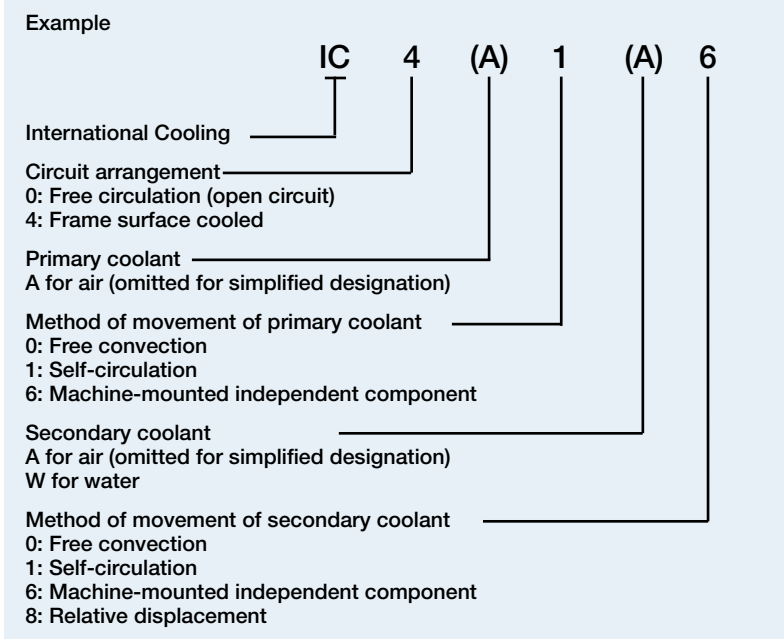 Example
IC 4 (A) 1 (A) 6
International Cooling
Circuit arrangement
0: Free circulation (open circuit)
4: Frame surface cooled
Primary coolant
A for air (omitted for simplified designation)
Method of movement of primary coolant
0: Free convection
1: Self-circulation
6: Machine-mounted independent component
Secondary coolant
A for air (omitted for simplified designation)
W for water
Method of movement of secondary coolant
0: Free convection
1: Self-circulation
6: Machine-mounted independent component
8: Relative displacement